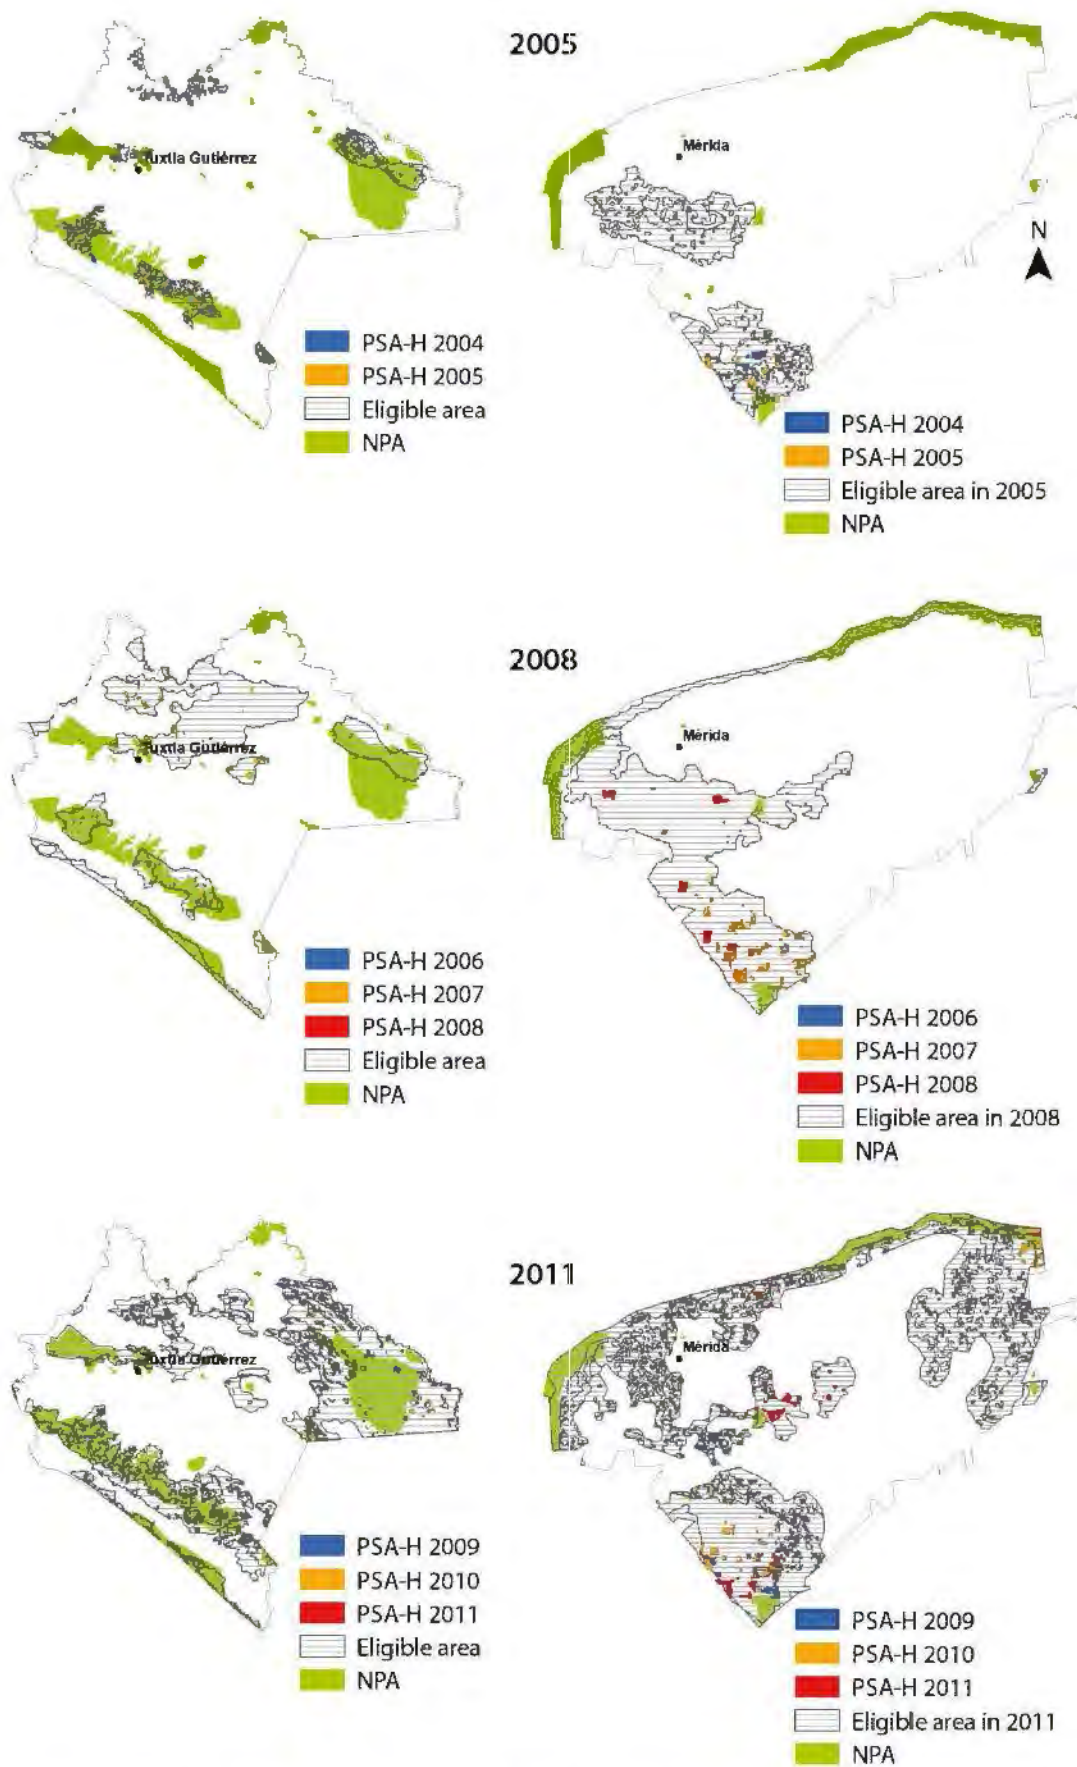 2005
Tuxtla Gutiérrez
Mérida
N
PSA-H 2004
PSA-H 2005
Eligible area
NPA
PSA-H 2004
PSA-H 2005
Eligible area in 2005
NPA
2008
Tuxtla Gutiérrez
Mérida
PSA-H 2006
PSA-H 2007
PSA-H 2008
Eligible area
NPA
PSA-H 2006
PSA-H 2007
PSA-H 2008
Eligible area in 2008
NPA
2011
Tuxtla Gutiérrez
Mérida
PSA-H 2009
PSA-H 2010
PSA-H 2011
Eligible area
NPA
PSA-H 2009
PSA-H 2010
PSA-H 2011
Eligible area in 2011
NPA